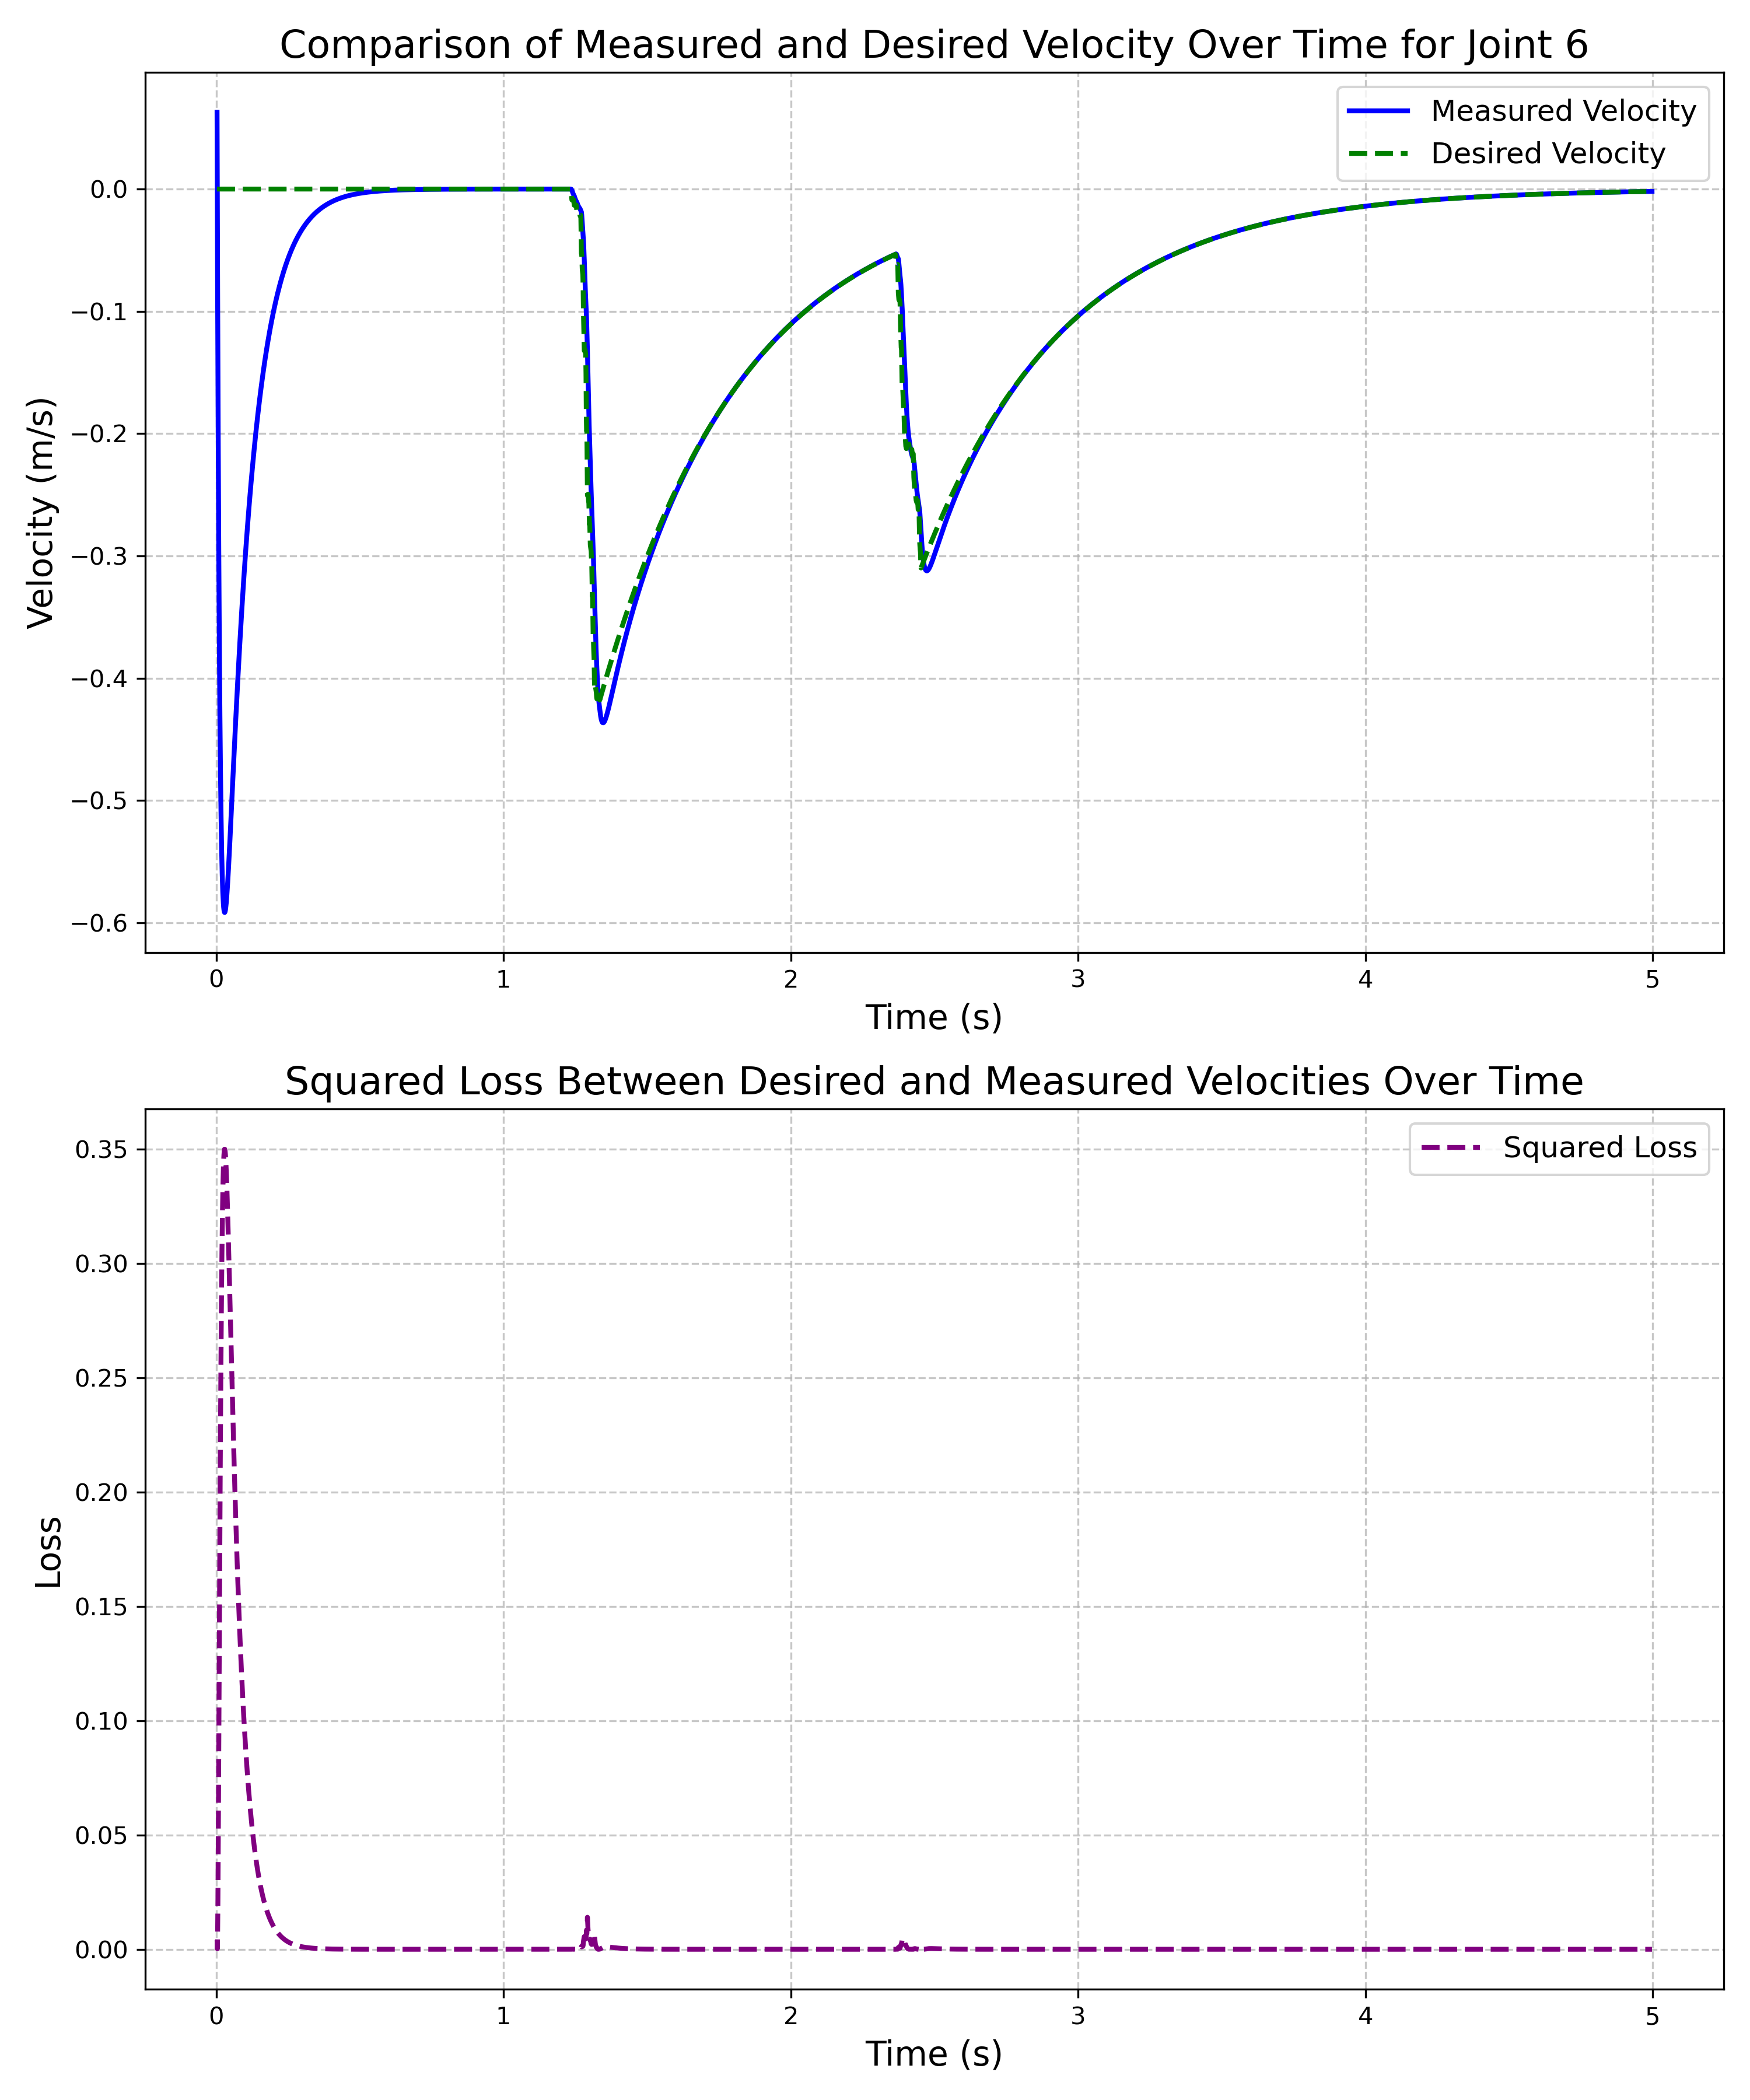 Comparison of Measured and Desired Velocity Over Time for Joint 6
Measured Velocity
Desired Velocity
0.0
−0.1
−0.2
−0.3
−0.4
−0.5
−0.6
Velocity (m/s)
0 1 2 3 4 5
Time (s)
Squared Loss Between Desired and Measured Velocities Over Time
Squared Loss
0.35
0.30
0.25
0.20
0.15
0.10
0.05
0.00
Loss
0 1 2 3 4 5
Time (s)